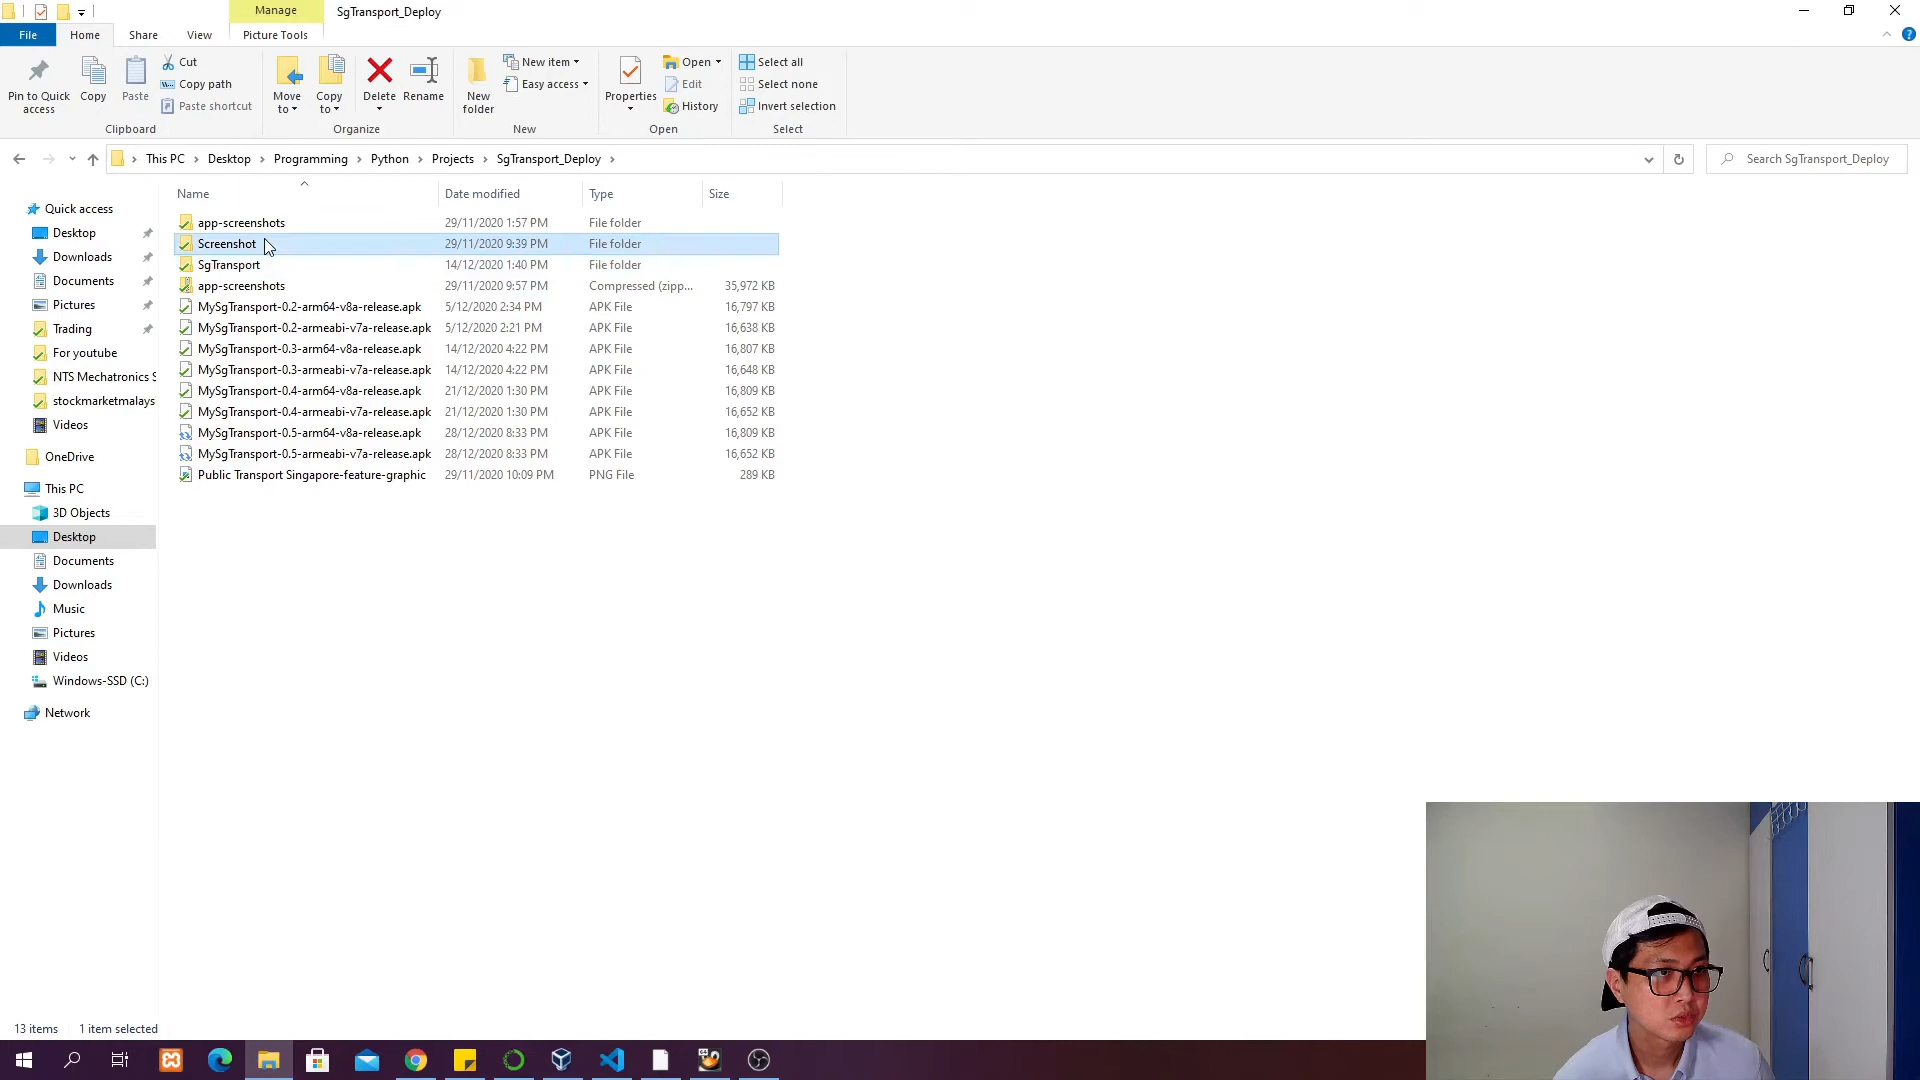 Manage
SgTransport_Deploy
File
Home
Share
View
Picture Tools
Pin to Quick access
Copy
Paste
Cut
Copy path
Paste shortcut
Clipboard
Move to
Copy to
Delete
Rename
Organize
New folder
New item
Easy access
New
Properties
Open
Edit
History
Open
Select all
Select none
Invert selection
Select
This PC > Desktop > Programming > Python > Projects > SgTransport_Deploy >
Search SgTransport_Deploy
Quick access
Desktop
Downloads
Documents
Pictures
Trading
For youtube
NTS Mechatronics S
stockmarketmalays
Videos
OneDrive
This PC
3D Objects
Desktop
Documents
Downloads
Music
Pictures
Videos
Windows-SSD (C:)
Network
Name Date modified Type Size
app-screenshots 29/11/2020 1:57 PM File folder
Screenshot 29/11/2020 9:39 PM File folder
SgTransport 14/12/2020 1:40 PM File folder
app-screenshots 29/11/2020 9:57 PM Compressed (zipp... 35,972 KB
MySgTransport-0.2-arm64-v8a-release.apk 5/12/2020 2:34 PM APK File 16,797 KB
MySgTransport-0.2-armeabi-v7a-release.apk 5/12/2020 2:21 PM APK File 16,638 KB
MySgTransport-0.3-arm64-v8a-release.apk 14/12/2020 4:22 PM APK File 16,807 KB
MySgTransport-0.3-armeabi-v7a-release.apk 14/12/2020 4:22 PM APK File 16,648 KB
MySgTransport-0.4-arm64-v8a-release.apk 21/12/2020 1:30 PM APK File 16,809 KB
MySgTransport-0.4-armeabi-v7a-release.apk 21/12/2020 1:30 PM APK File 16,652 KB
MySgTransport-0.5-arm64-v8a-release.apk 28/12/2020 8:33 PM APK File 16,809 KB
MySgTransport-0.5-armeabi-v7a-release.apk 28/12/2020 8:33 PM APK File 16,652 KB
Public Transport Singapore-feature-graphic 29/11/2020 10:09 PM PNG File 289 KB
13 items 1 item selected